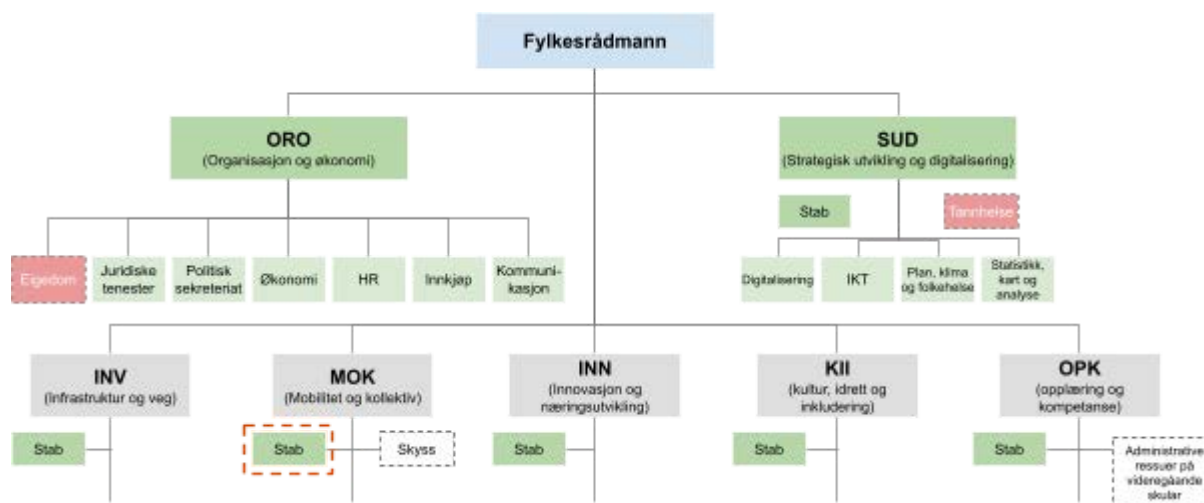 Fylkesrådmann
ORO
(Organisasjon og økonomi)
SUD
(Strategisk utvikling og digitalisering)
Stab
Tannhelse
Eigedom
Juridiske
tenester
Politisk
sekretariat
Økonomi
HR
Innkjøp
Kommuni-
kasjon
Digitalisering
IKT
Plan, klima
og folkehelse
Statistikk,
kart og
analyse
INV
(Infrastruktur og veg)
MOK
(Mobilitet og kollektiv)
INN
(Innovasjon og
næringsutvikling)
KII
(kultur, idrett og
inkludering)
OPK
(opplæring og
kompetanse)
Stab
Stab
Skyss
Stab
Stab
Stab
Administrative
ressuer på
videregåande
skular